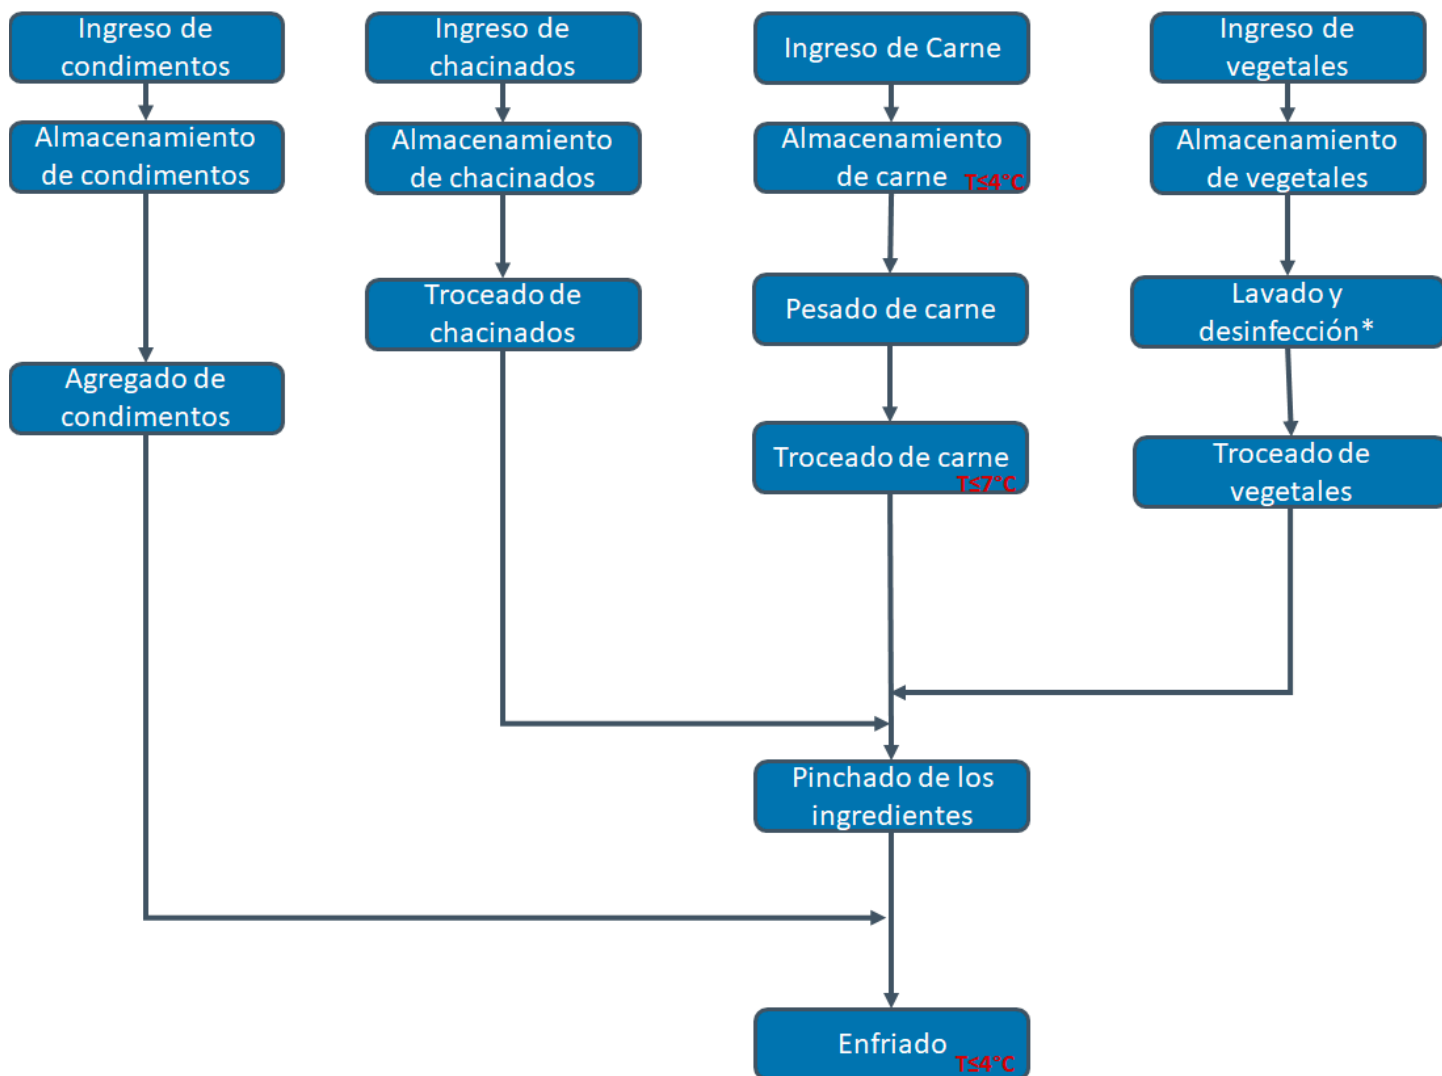 Ingreso de
condimentos
Ingreso de
chacinados
Ingreso de Carne
Ingreso de
vegetales
Almacenamiento
de condimentos
Almacenamiento
de chacinados
Almacenamiento
de carne
T≤4°C
Almacenamiento
de vegetales
Troceado de
chacinados
Pesado de carne
Lavado y
desinfección*
Agregado de
condimentos
Troceado de carne
T≤7°C
Troceado de
vegetales
Pinchado de los
ingredientes
Enfriado
T≤4°C